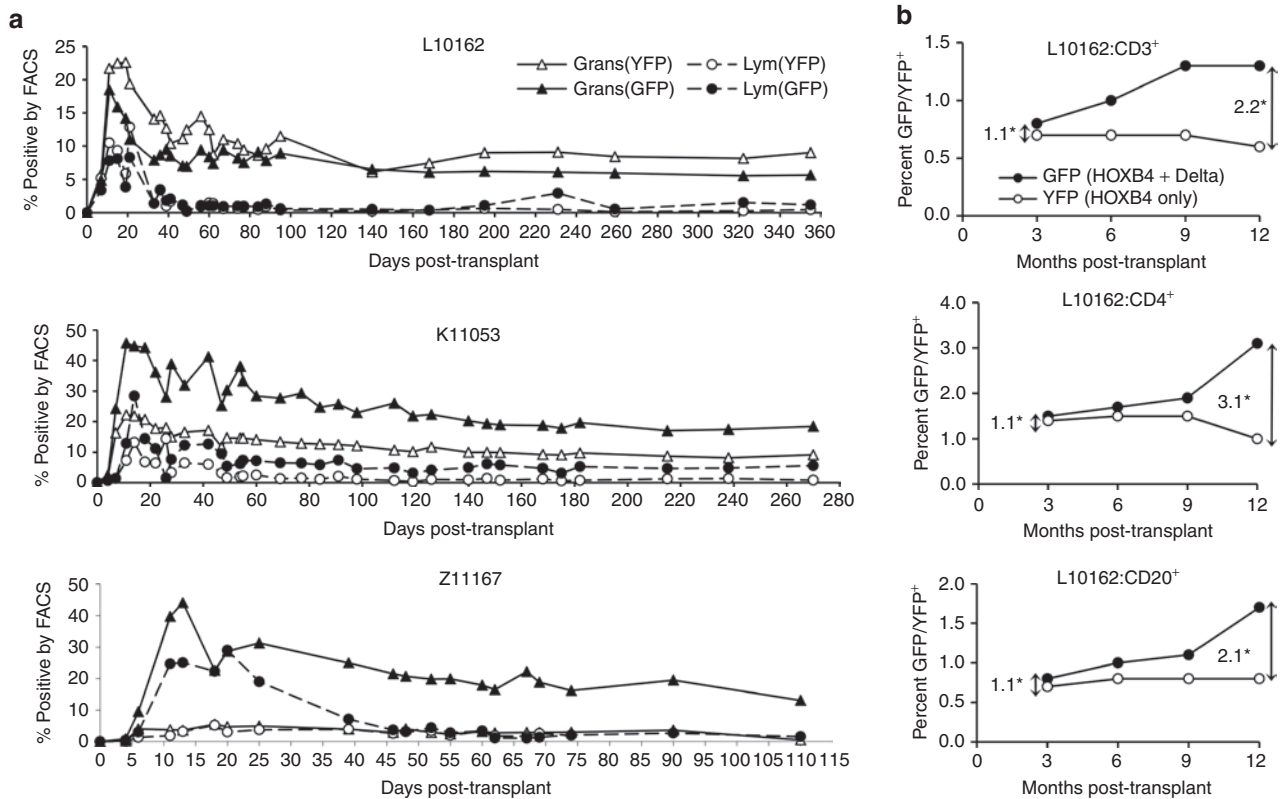 a
L10162
% Positive by FACS
25
20
15
10
5
0
Grans(YFP)
Lym(YFP)
Grans(GFP)
Lym(GFP)
0 20 40 60 80 100 120 140 160 180 200 220 240 260 280 300 320 340 360
Days post-transplant
K11053
% Positive by FACS
50
40
30
20
10
0
0 20 40 60 80 100 120 140 160 180 200 220 240 260 280
Days post-transplant
Z11167
% Positive by FACS
50
40
30
20
10
0
0 5 10 15 20 25 75 30 35 40 45 50 55 60 65 70 75 80 85 90 95 100 105 110 115
Days post-transplant
b
L10162:CD3⁺
Percent GFP/YFP⁺
1.5
1.0
0.5
0.0
1.1*
2.2*
GFP (HOXB4 + Delta)
YFP (HOXB4 only)
0 3 6 9 12
Months post-transplant
L10162:CD4⁺
Percent GFP/YFP⁺
4.0
3.0
2.0
1.0
0.0
1.1*
3.1*
0 3 6 9 12
Months post-transplant
L10162:CD20⁺
Percent GFP/YFP⁺
2.0
1.5
1.0
0.5
0.0
1.1*
2.1*
0 3 6 9 12
Months post-transplant